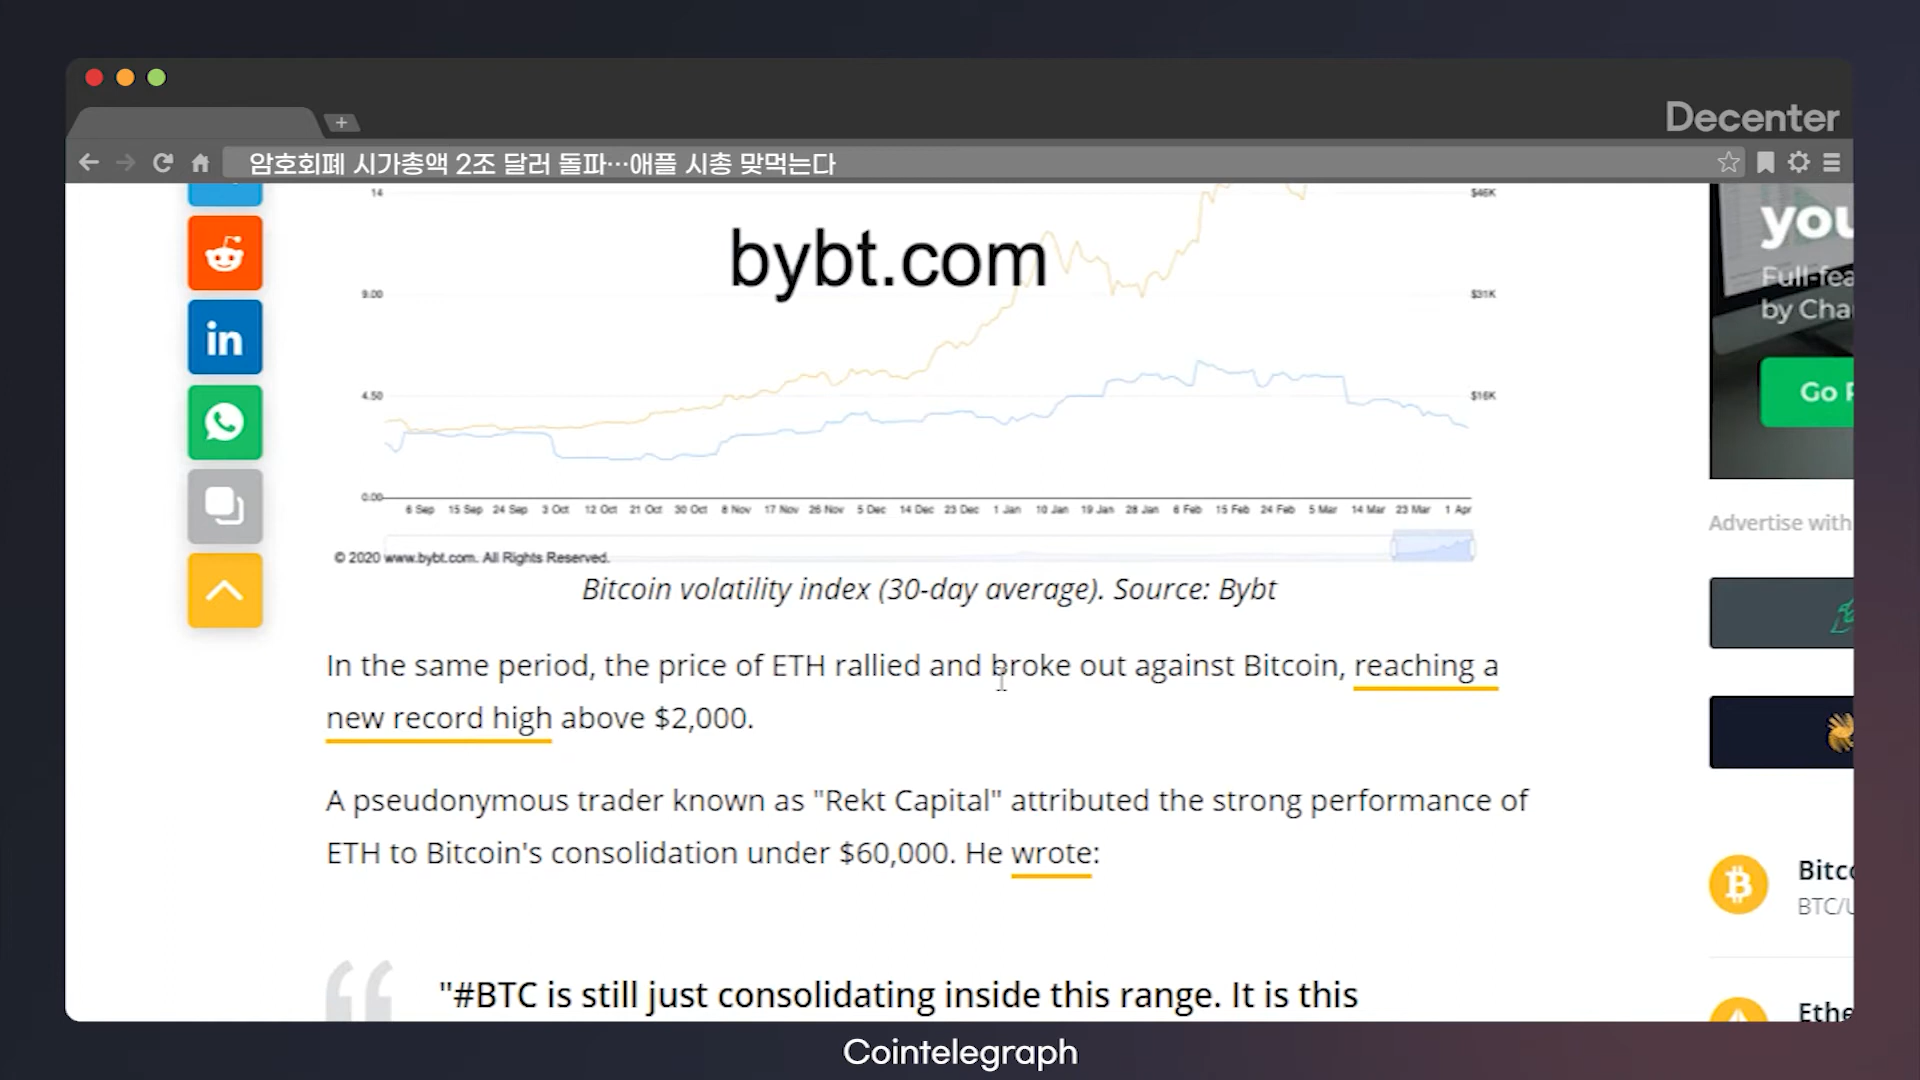 Decenter
암호회폐 시가총액 2조 달러 돌파…애플 시총 맞먹는다
14
$46K
bybt.com
9.00
$31K
4.50
$16K
0.00
6 Sep 15 Sep 24 Sep 3 Oct 12 Oct 21 Oct 30 Oct 8 Nov 17 Nov 26 Nov 5 Dec 14 Dec 23 Dec 1 Jan 10 Jan 19 Jan 28 Jan 6 Feb 15 Feb 24 Feb 5 Mar 14 Mar 23 Mar 1 Apr
© 2020 www.bybt.com. All Rights Reserved.
Bitcoin volatility index (30-day average). Source: Bybt
In the same period, the price of ETH rallied and broke out against Bitcoin, reaching a
new record high above $2,000.
A pseudonymous trader known as "Rekt Capital" attributed the strong performance of
ETH to Bitcoin's consolidation under $60,000. He wrote:
"#BTC is still just consolidating inside this range. It is this
in
you
Full-fea
by Cha
Go
Advertise with
Bitc
BTC/
Ethe
Cointelegraph